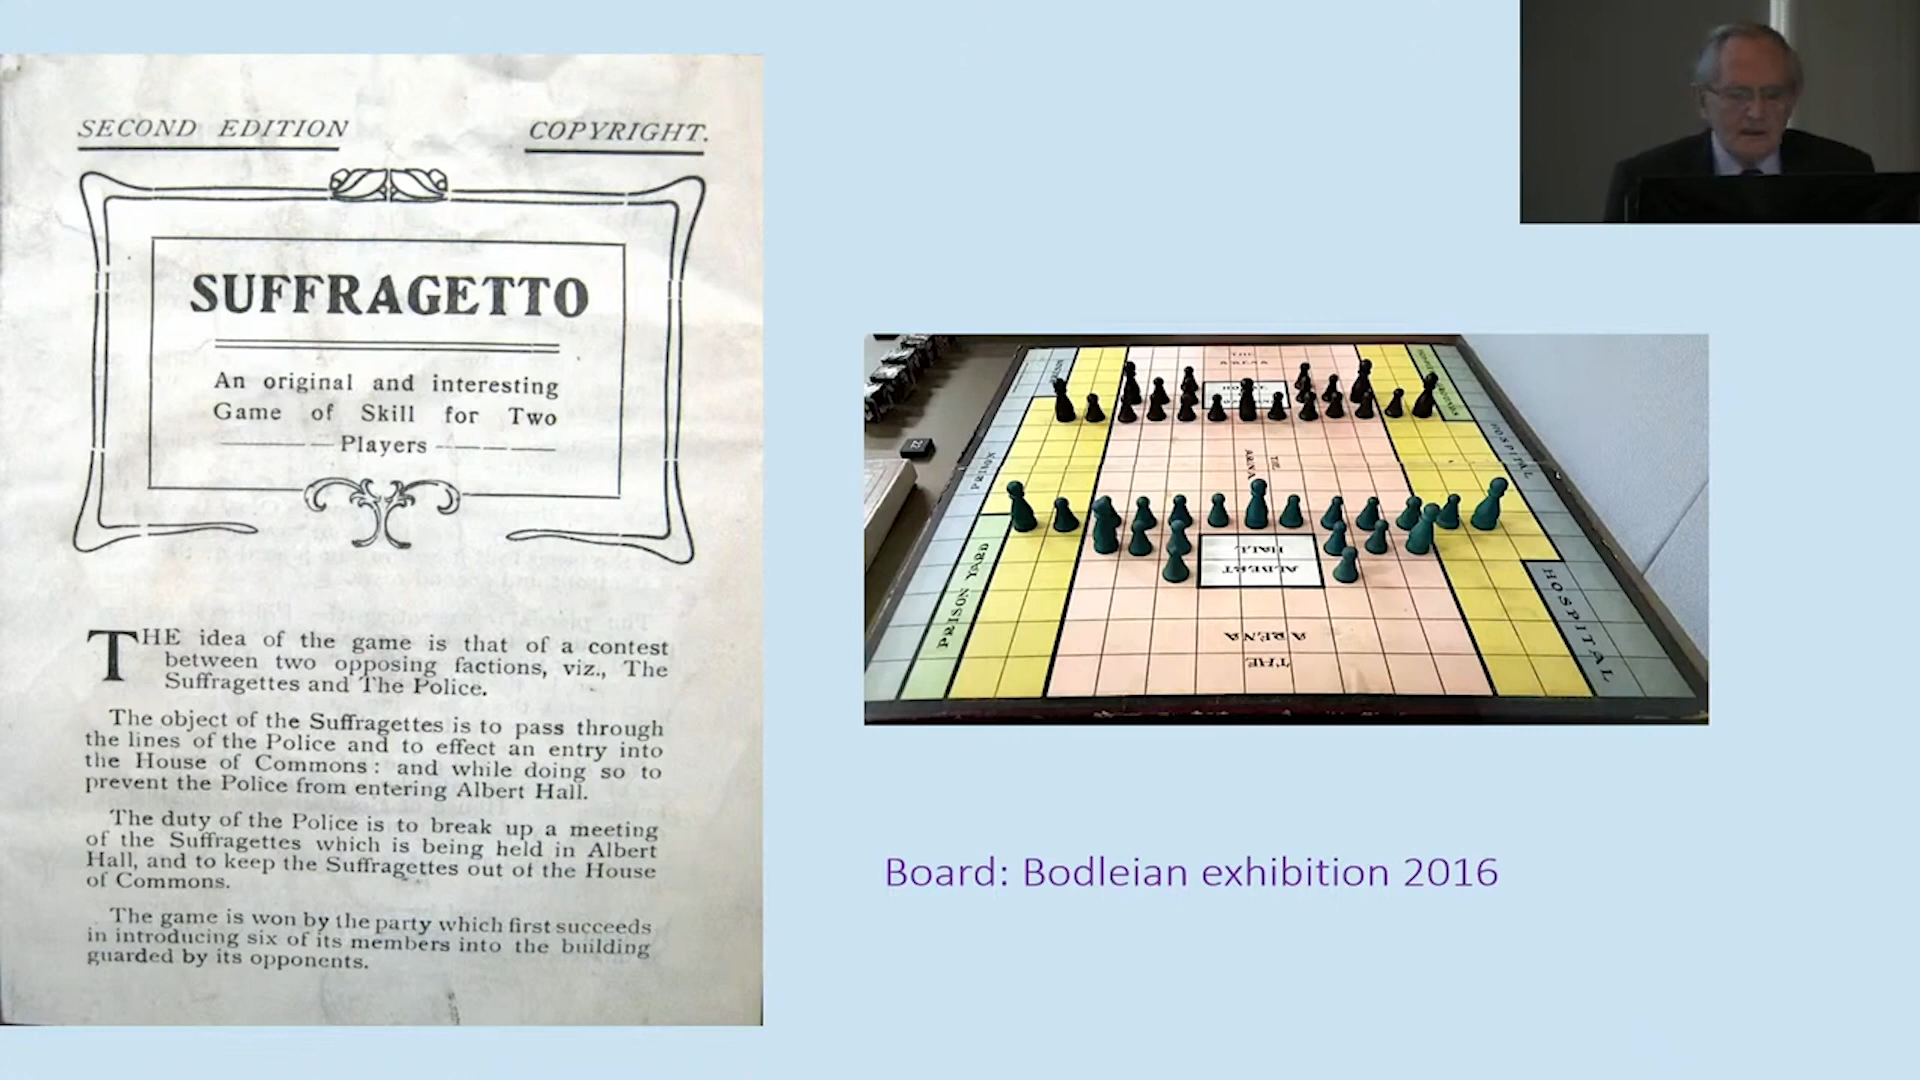 SECOND EDITION COPYRIGHT.
SUFFRAGETTO
An original and interesting
Game of Skill for Two
Players
THE idea of the game is that of a contest
between two opposing factions, viz., The
Suffragettes and The Police.
The object of the Suffragettes is to pass through
the lines of the Police and to effect an entry into
the House of Commons: and while doing so to
prevent the Police from entering Albert Hall.
The duty of the Police is to break up a meeting
of the Suffragettes which is being held in Albert
Hall, and to keep the Suffragettes out of the House
of Commons.
The game is won by the party which first succeeds
in introducing six of its members into the building
guarded by its opponents.
THE
ARENA
HOSPITAL
PRISON
THE
ARENA
PRISON YARD
ALBERT
HALL
HOSPITAL
THE
ARENA
Board: Bodleian exhibition 2016